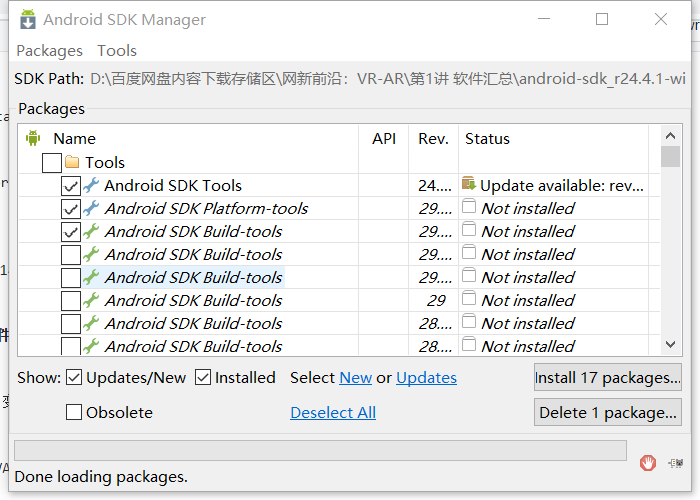 Android SDK Manager
Packages Tools
SDK Path: D:\百度网盘内容下载存储区\网新前沿：VR-AR\第1讲 软件汇总\android-sdk_r24.4.1-wi
Packages
Name API Rev. Status
Tools
Android SDK Tools 24.... Update available: rev...
Android SDK Platform-tools 29.... Not installed
Android SDK Build-tools 29.... Not installed
Android SDK Build-tools 29.... Not installed
Android SDK Build-tools 29.... Not installed
Android SDK Build-tools 29 Not installed
Android SDK Build-tools 28.... Not installed
Android SDK Build-tools 28.... Not installed
Show: Updates/New Installed Select New or Updates Install 17 packages...
Obsolete Deselect All Delete 1 package...
Done loading packages.